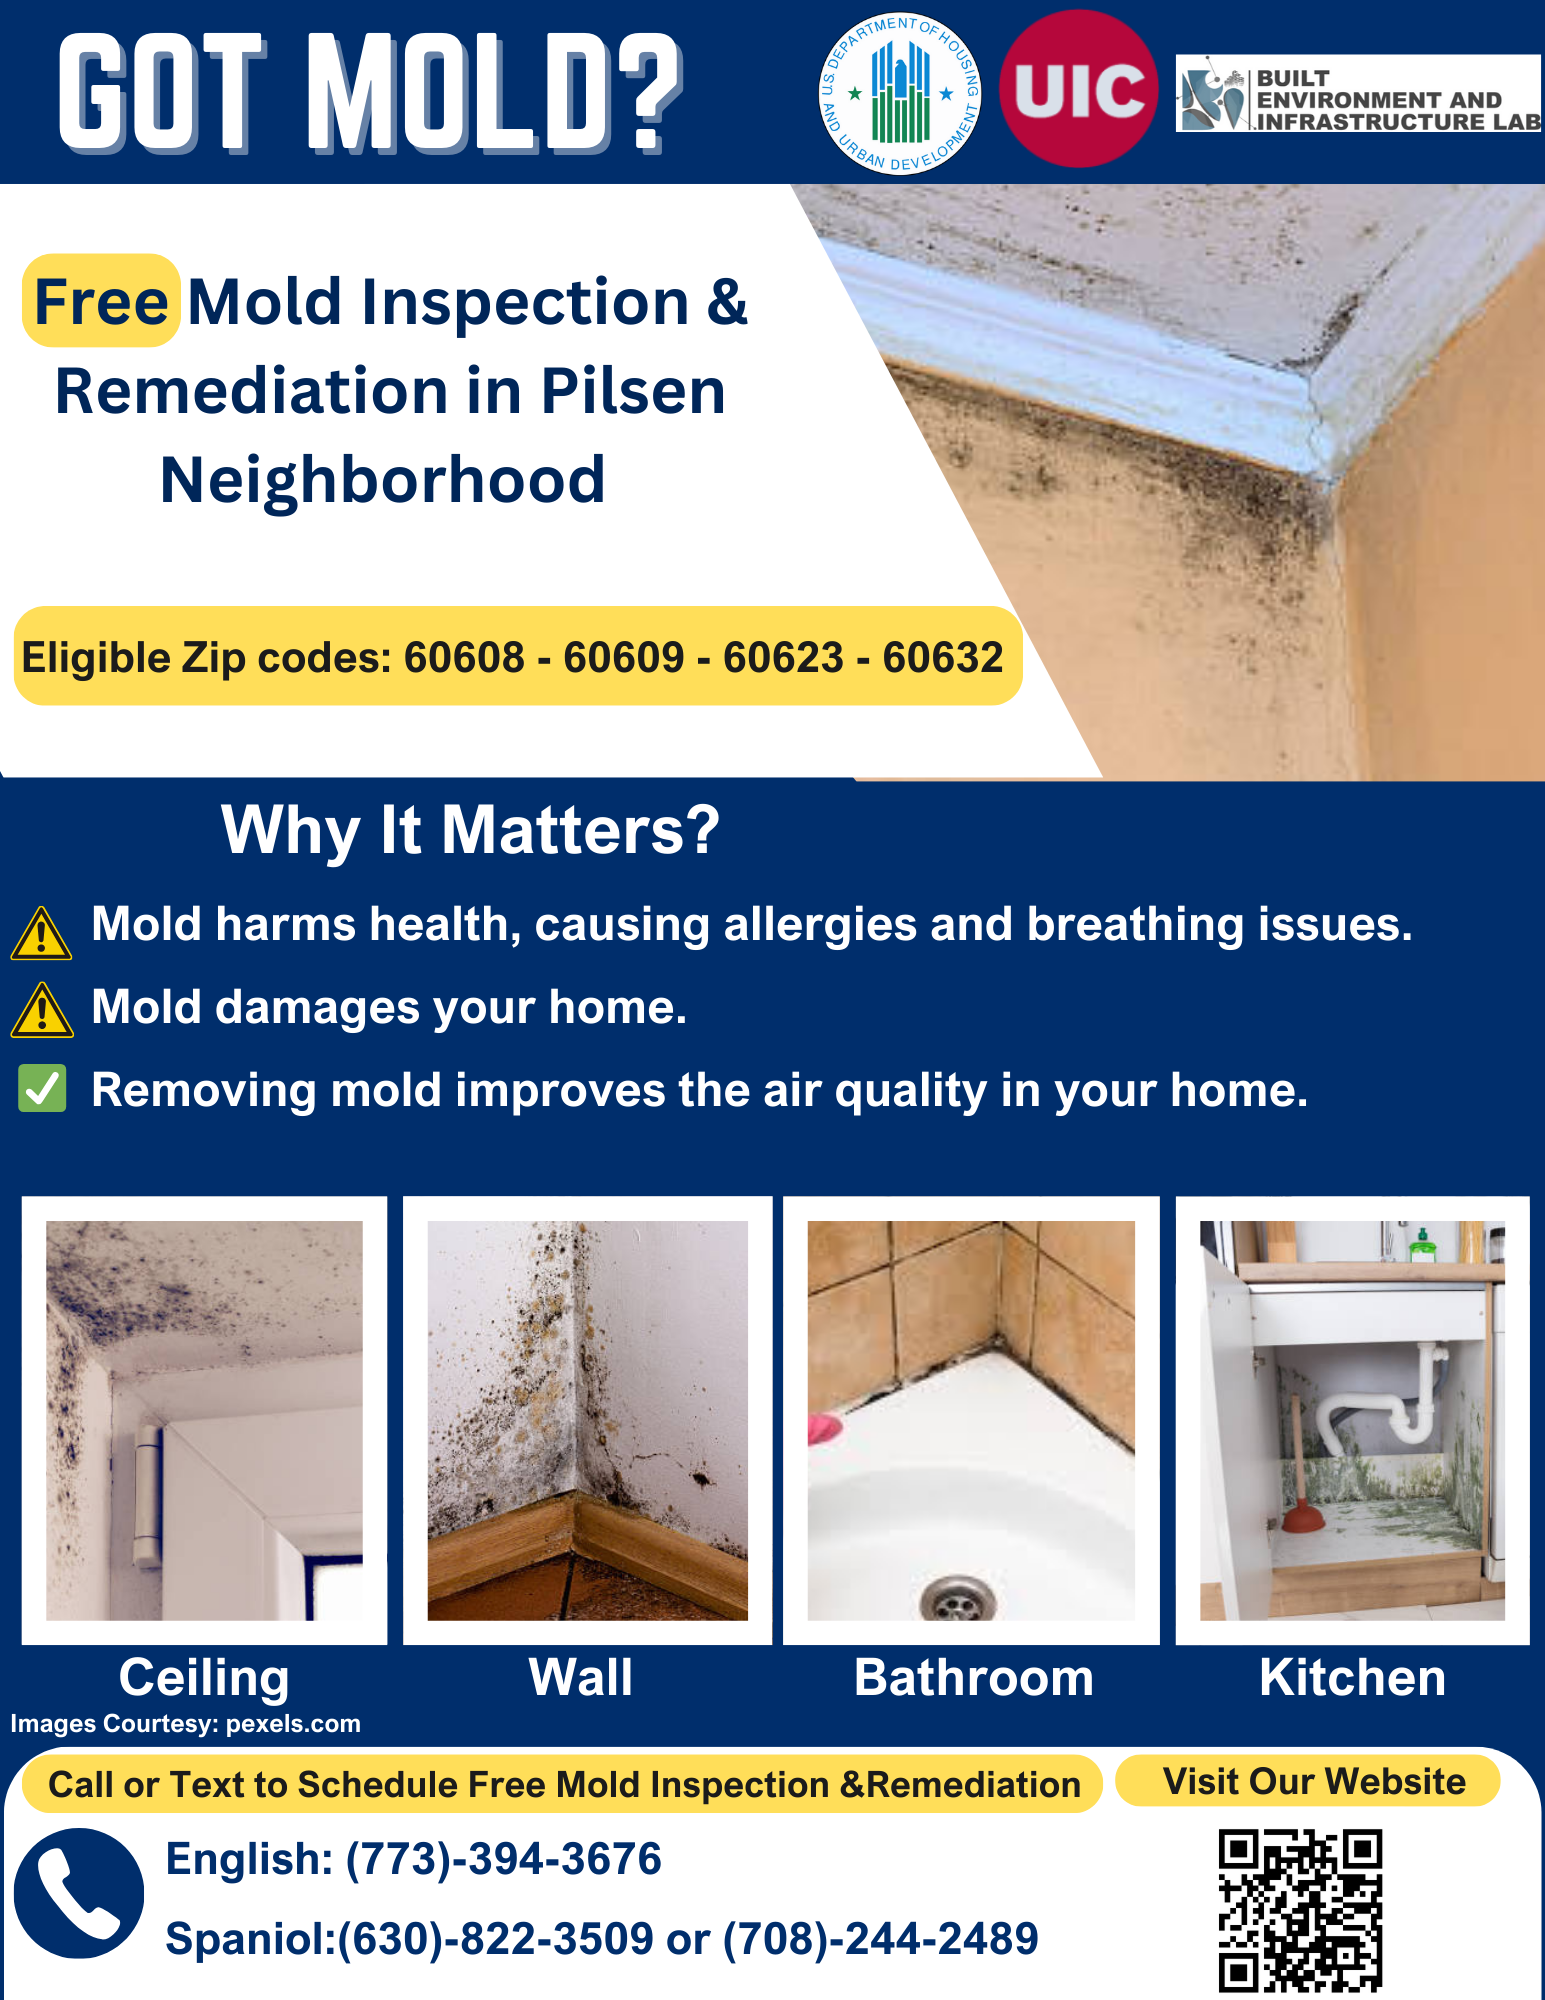 GOT MOLD?
U.S. DEPARTMENT OF HOUSING
AND URBAN DEVELOPMENT
UIC
BUILT
ENVIRONMENT AND
INFRASTRUCTURE LAB
Free Mold Inspection &
Remediation in Pilsen
Neighborhood
Eligible Zip codes: 60608 - 60609 - 60623 - 60632
Why It Matters?
Mold harms health, causing allergies and breathing issues.
Mold damages your home.
Removing mold improves the air quality in your home.
Ceiling
Wall
Bathroom
Kitchen
Images Courtesy: pexels.com
Call or Text to Schedule Free Mold Inspection &Remediation
Visit Our Website
English: (773)-394-3676
Spaniol:(630)-822-3509 or (708)-244-2489